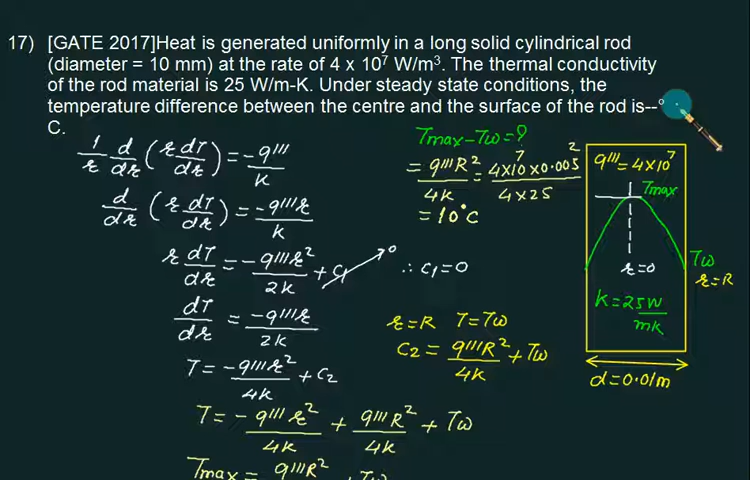 17) [GATE 2017]Heat is generated uniformly in a long solid cylindrical rod
(diameter = 10 mm) at the rate of 4 x 10⁷ W/m³. The thermal conductivity
of the rod material is 25 W/m-K. Under steady state conditions, the
temperature difference between the centre and the surface of the rod is--°
C.
1/r d/dr (r dT/dr) = -q'''/k
d/dr (r dT/dr) = -q'''r/k
r dT/dr = -q'''r²/2k + C₁ → 0 ∴ C₁=0
dT/dr = -q'''r/2k
T = -q'''r²/4k + C₂
T = -q'''r²/4k + q'''R²/4k + Tw
Tmax = q'''R² + Tw
Tmax - Tw = ?
= q'''R²/4k = 4×10⁷×0.005²/4×25
= 10°C
r=R T=Tw
C₂ = q'''R²/4k + Tw
q'''=4×10⁷
Tmax
Tw
r=0 r=R
k=25W/mk
d=0.01m